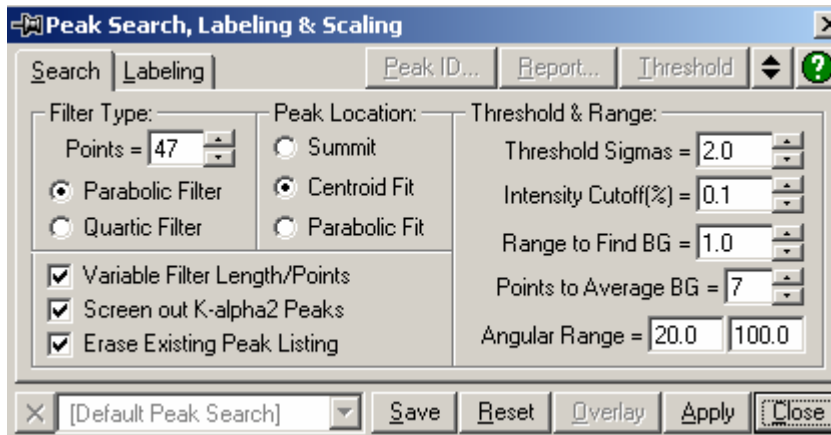 Peak Search, Labeling & Scaling
Search Labeling Peak ID... Report... Threshold ?
Filter Type: Peak Location: Threshold & Range:
Points = 47 Summit Threshold Sigmas = 2.0
Parabolic Filter Centroid Fit Intensity Cutoff(%) = 0.1
Quartic Filter Parabolic Fit Range to Find BG = 1.0
Variable Filter Length/Points Points to Average BG = 7
Screen out K-alpha2 Peaks
Erase Existing Peak Listing Angular Range = 20.0 100.0
[Default Peak Search] Save Reset Overlay Apply Close